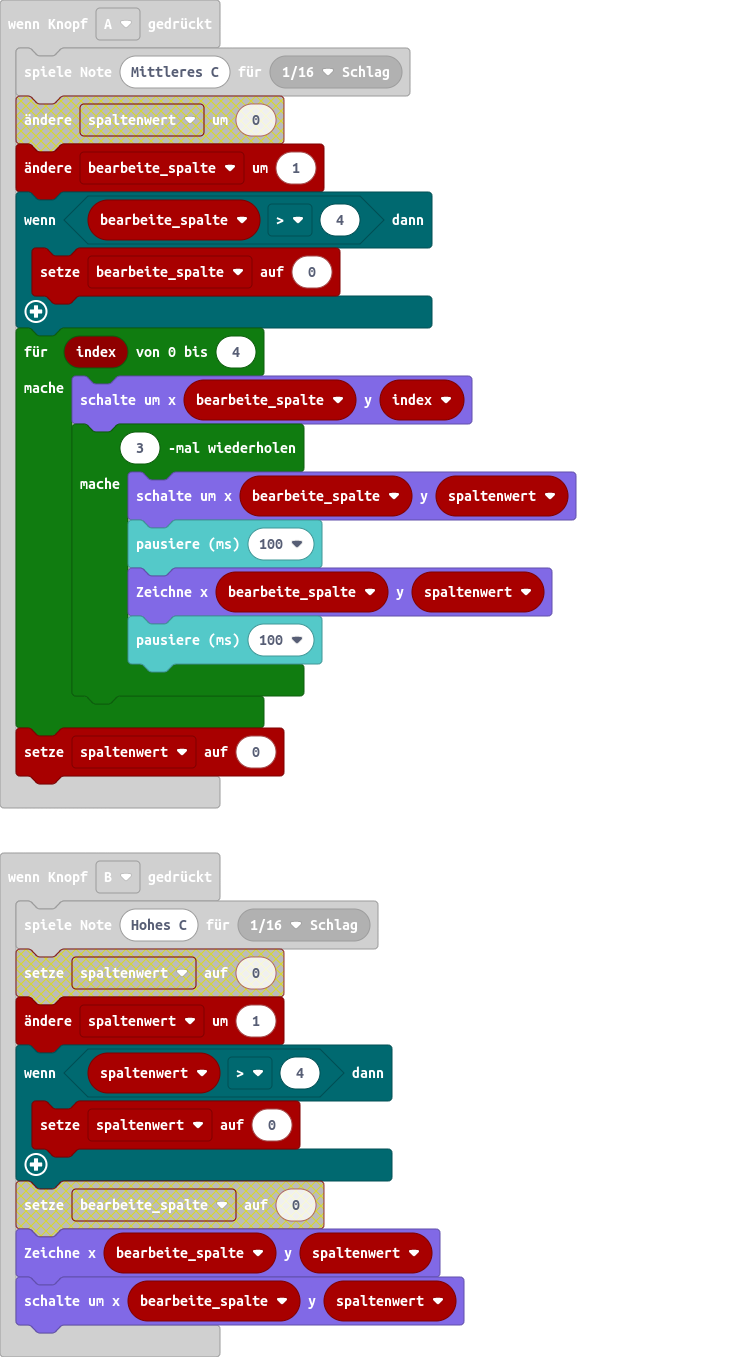 wenn Knopf A gedrückt
spiele Note Mittleres C für 1/16 Schlag
ändere spaltenwert um 0
ändere bearbeite_spalte um 1
wenn bearbeite_spalte > 4 dann
setze bearbeite_spalte auf 0
für index von 0 bis 4
mache schalte um x bearbeite_spalte y index
3 -mal wiederholen
mache schalte um x bearbeite_spalte y spaltenwert
pausiere (ms) 100
Zeichne x bearbeite_spalte y spaltenwert
pausiere (ms) 100
setze spaltenwert auf 0
wenn Knopf B gedrückt
spiele Note Hohes C für 1/16 Schlag
setze spaltenwert auf 0
ändere spaltenwert um 1
wenn spaltenwert > 4 dann
setze spaltenwert auf 0
setze bearbeite_spalte auf 0
Zeichne x bearbeite_spalte y spaltenwert
schalte um x bearbeite_spalte y spaltenwert